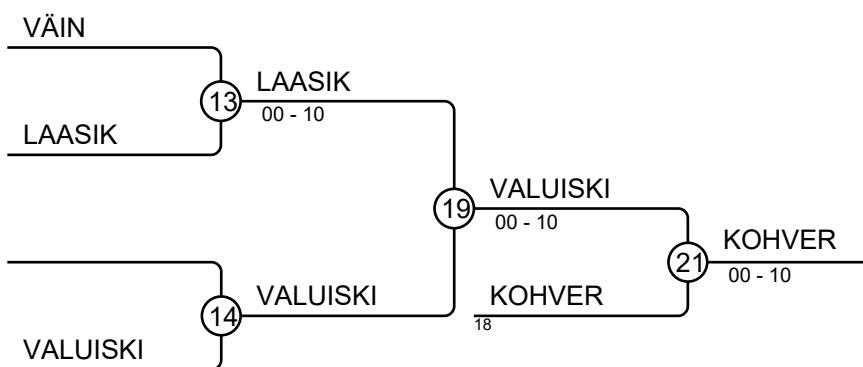 VÄIN
13
LAASIK
00 - 10
LAASIK
19
VALUISKI
00 - 10
21
KOHVER
00 - 10
14
VALUISKI
KOHVER
18
VALUISKI